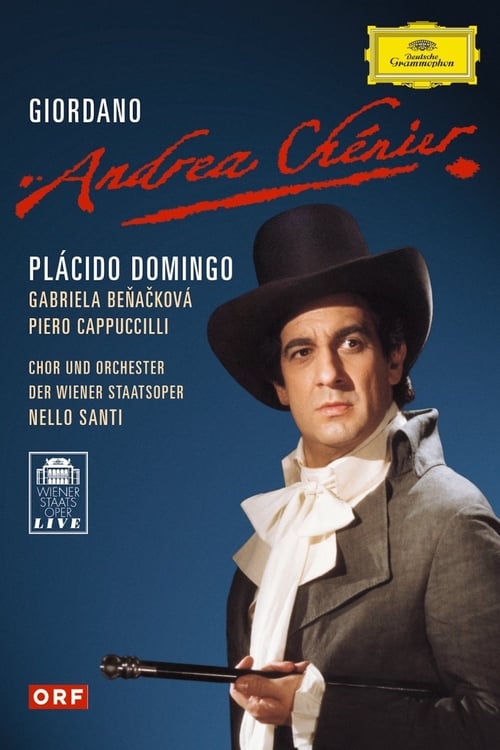 Deutsche
Grammophon
GIORDANO
Andrea Chénier
PLÁCIDO DOMINGO
GABRIELA BEŇAČKOVÁ
PIERO CAPPUCCILLI
CHOR UND ORCHESTER
DER WIENER STAATSOPER
NELLO SANTI
WIENER
STAATS
OPER
LIVE
ORF